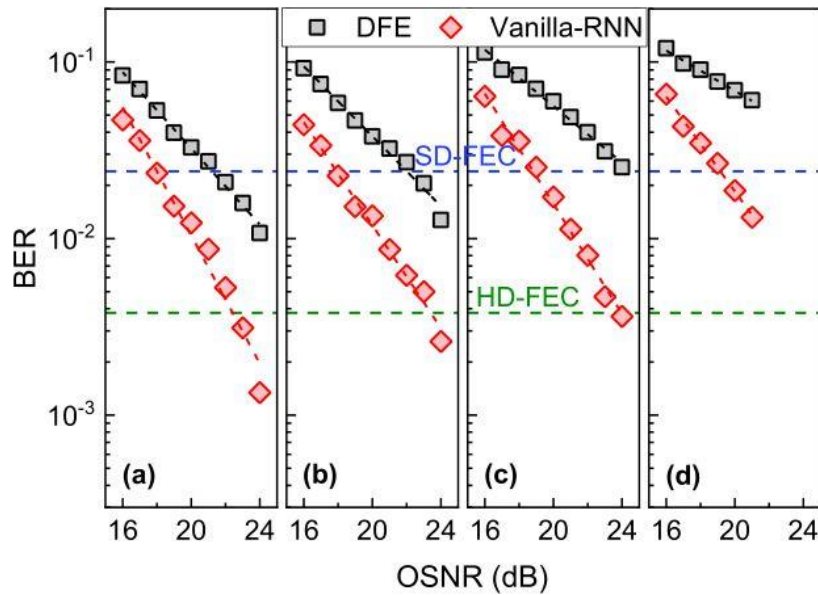 DFE Vanilla-RNN
10⁻¹
SD-FEC
10⁻²
HD-FEC
10⁻³
BER
(a) (b) (c) (d)
16 20 24 16 20 24 16 20 24 16 20 24
OSNR (dB)